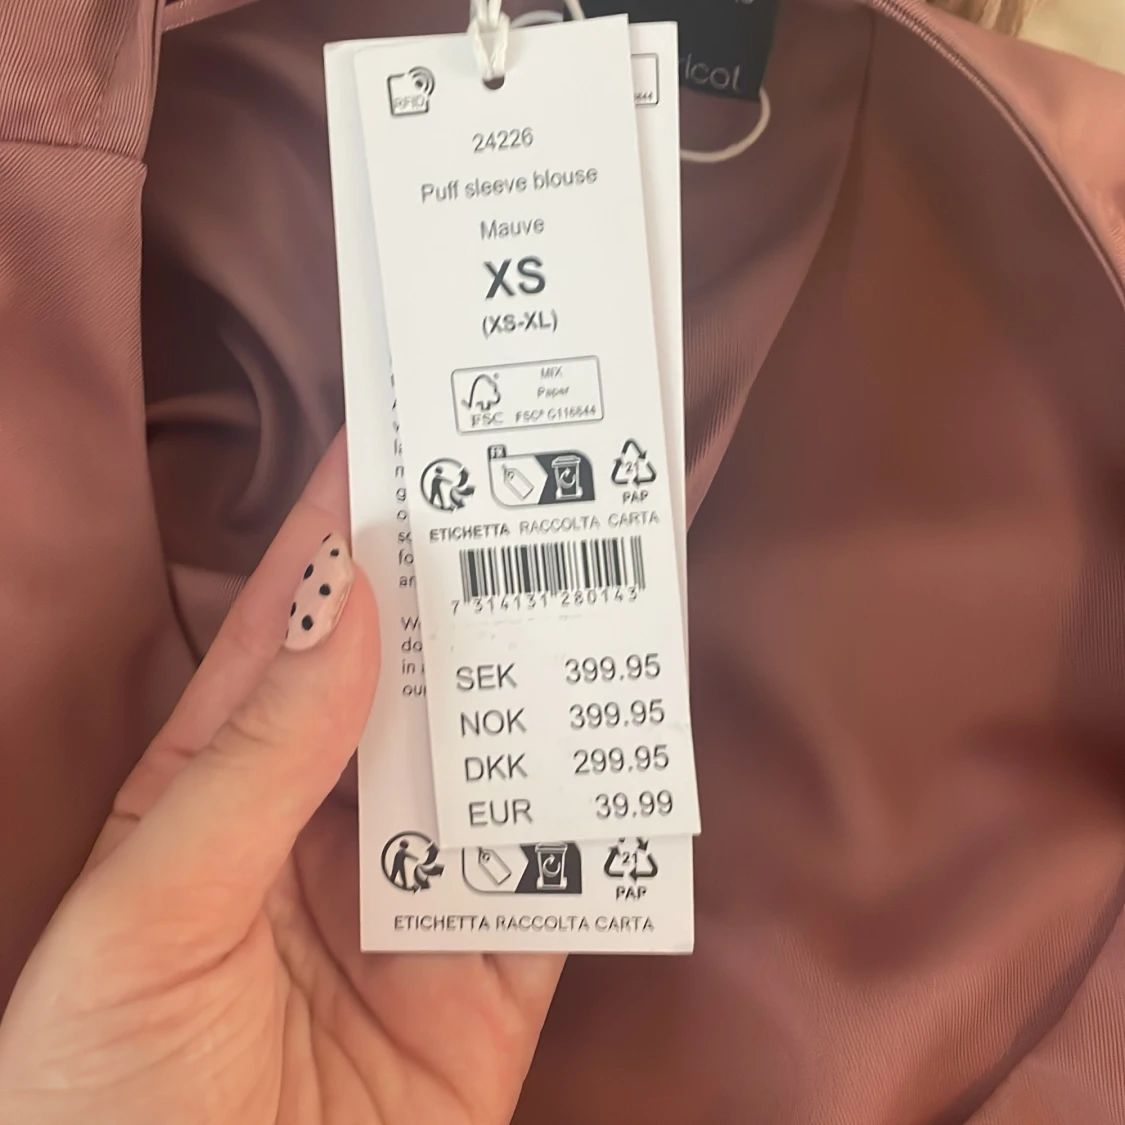 RFID
24226
Puff sleeve blouse
Mauve
XS
(XS-XL)
MIX
Paper
FSC
FSC® C116844
FR
21
PAP
ETICHETTA RACCOLTA CARTA
7 314131 280143
SEK 399.95
NOK 399.95
DKK 299.95
EUR 39.99
21
PAP
ETICHETTA RACCOLTA CARTA